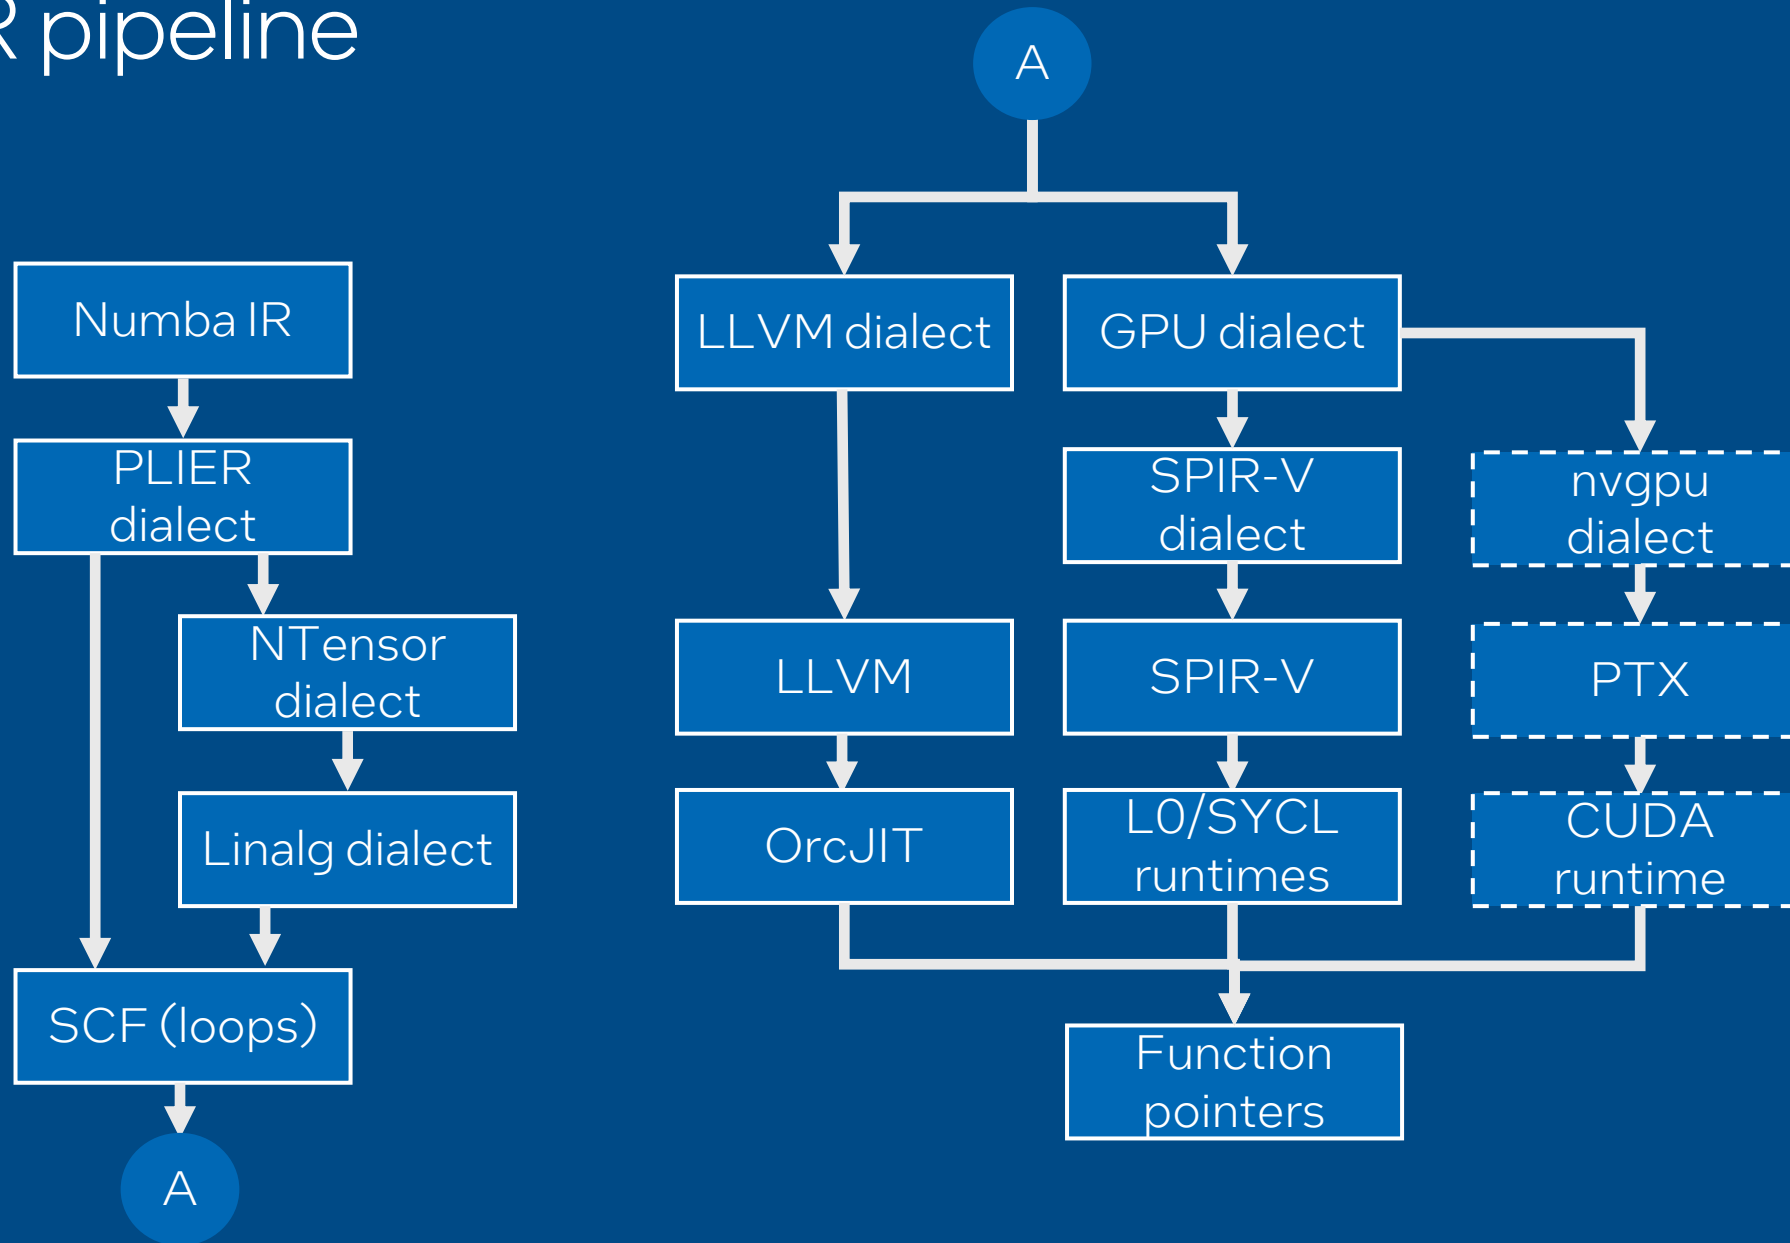 R pipeline
Numba IR
PLIER
dialect
NTensor
dialect
Linalg dialect
SCF (loops)
A
A
LLVM dialect
GPU dialect
SPIR-V
dialect
nvgpu
dialect
LLVM
SPIR-V
PTX
OrcJIT
L0/SYCL
runtimes
CUDA
runtime
Function
pointers